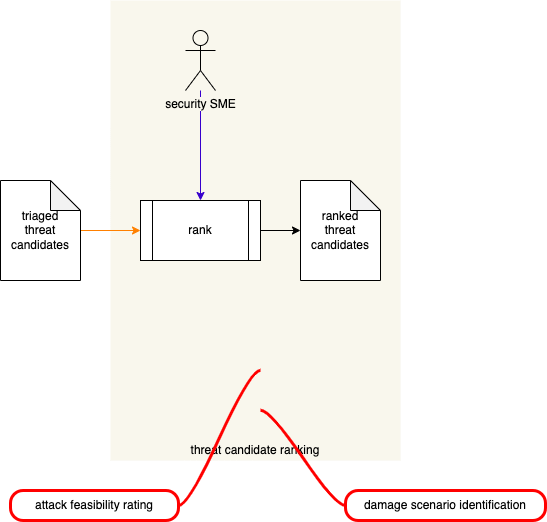 security SME
triaged
threat
candidates
rank
ranked
threat
candidates
threat candidate ranking
attack feasibility rating
damage scenario identification